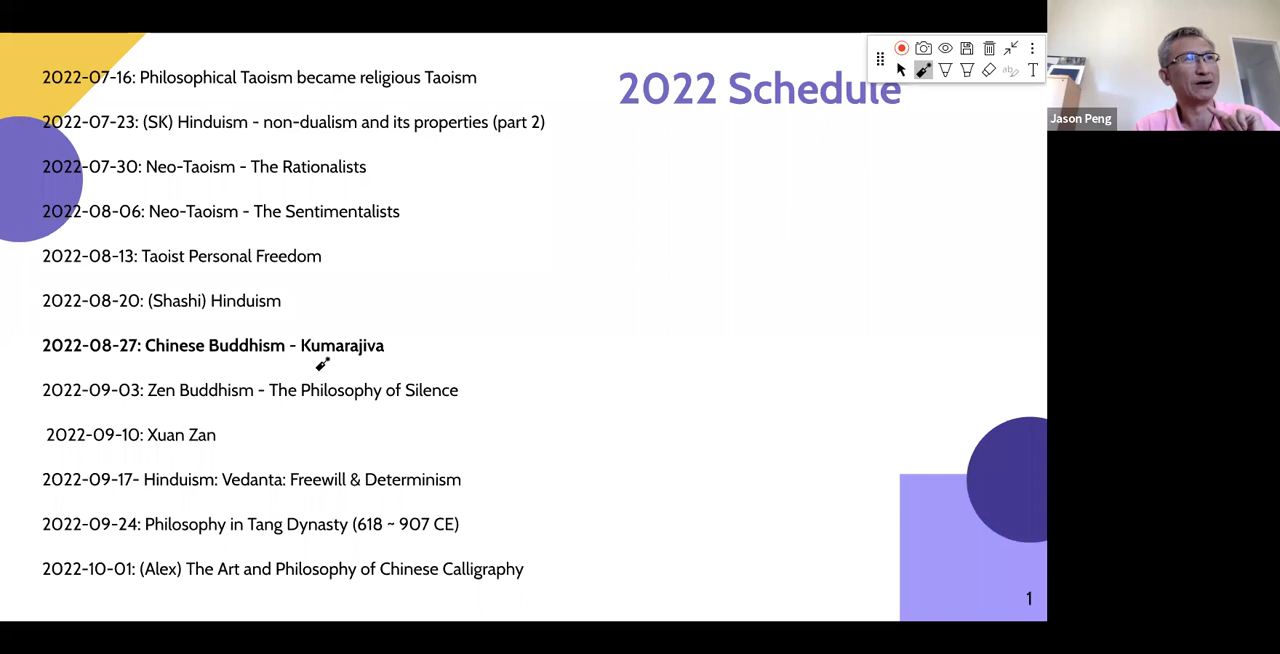 2022 Schedule
2022-07-16: Philosophical Taoism became religious Taoism
2022-07-23: (SK) Hinduism - non-dualism and its properties (part 2)
2022-07-30: Neo-Taoism - The Rationalists
2022-08-06: Neo-Taoism - The Sentimentalists
2022-08-13: Taoist Personal Freedom
2022-08-20: (Shashi) Hinduism
2022-08-27: Chinese Buddhism - Kumarajiva
2022-09-03: Zen Buddhism - The Philosophy of Silence
2022-09-10: Xuan Zan
2022-09-17- Hinduism: Vedanta: Freewill & Determinism
2022-09-24: Philosophy in Tang Dynasty (618 ~ 907 CE)
2022-10-01: (Alex) The Art and Philosophy of Chinese Calligraphy
1
ab
T
Jason Peng